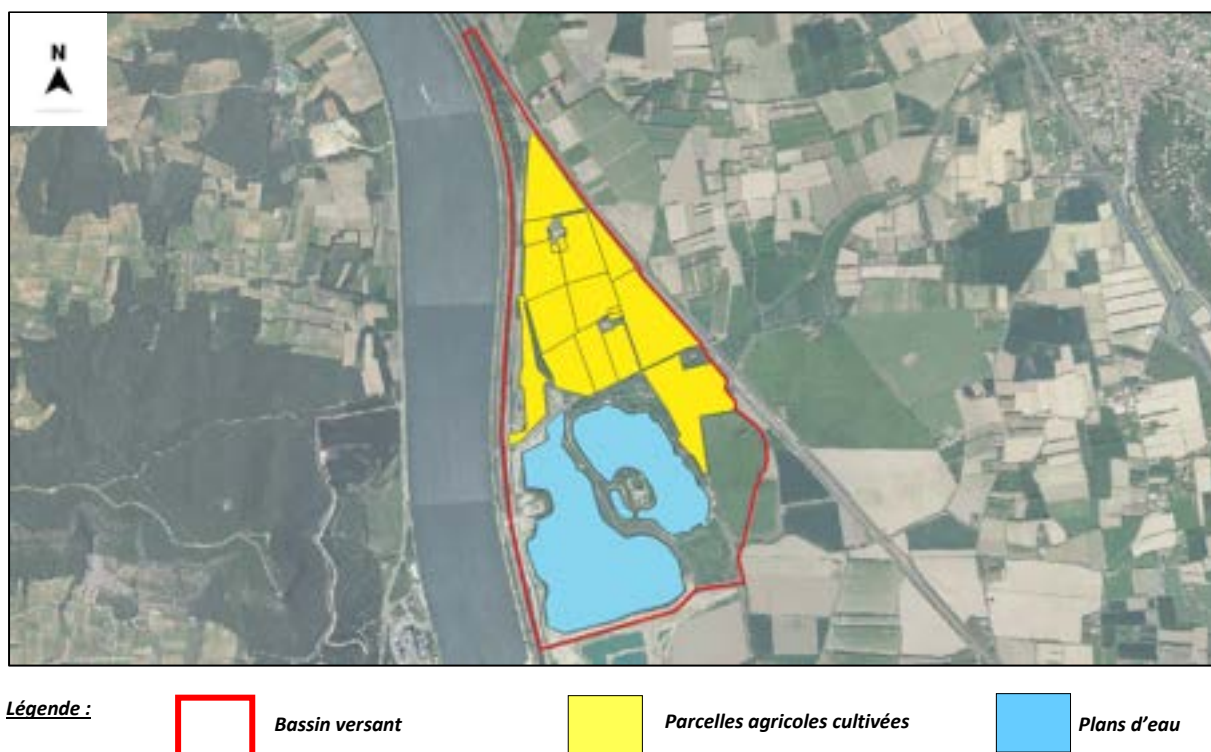 N
Légende :
Bassin versant
Parcelles agricoles cultivées
Plans d'eau